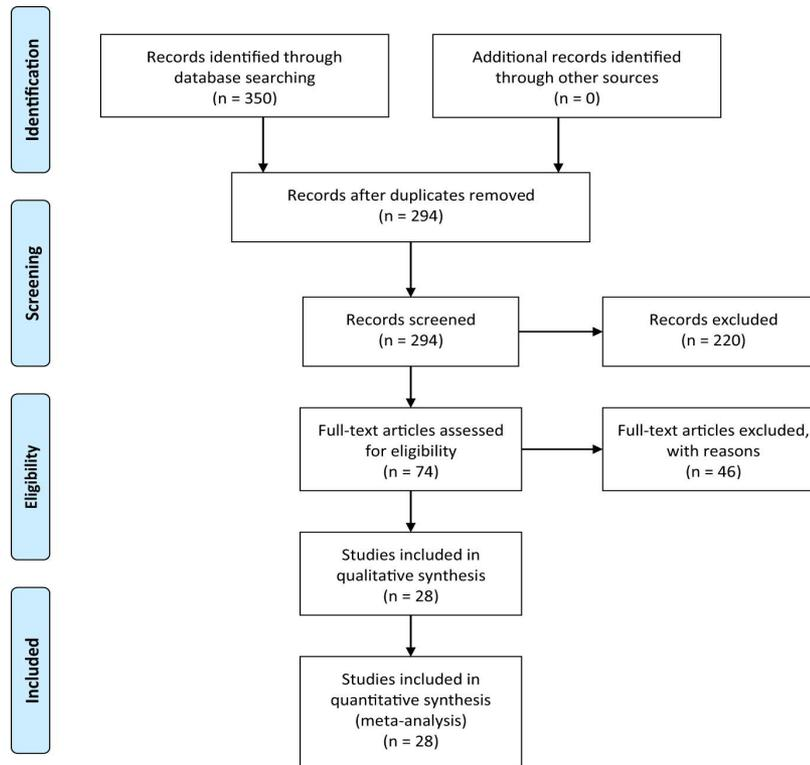 Identification
Records identified through
database searching
(n = 350)
Additional records identified
through other sources
(n = 0)
Records after duplicates removed
(n = 294)
Screening
Records screened
(n = 294)
Records excluded
(n = 220)
Eligibility
Full-text articles assessed
for eligibility
(n = 74)
Full-text articles excluded,
with reasons
(n = 46)
Studies included in
qualitative synthesis
(n = 28)
Included
Studies included in
quantitative synthesis
(meta-analysis)
(n = 28)